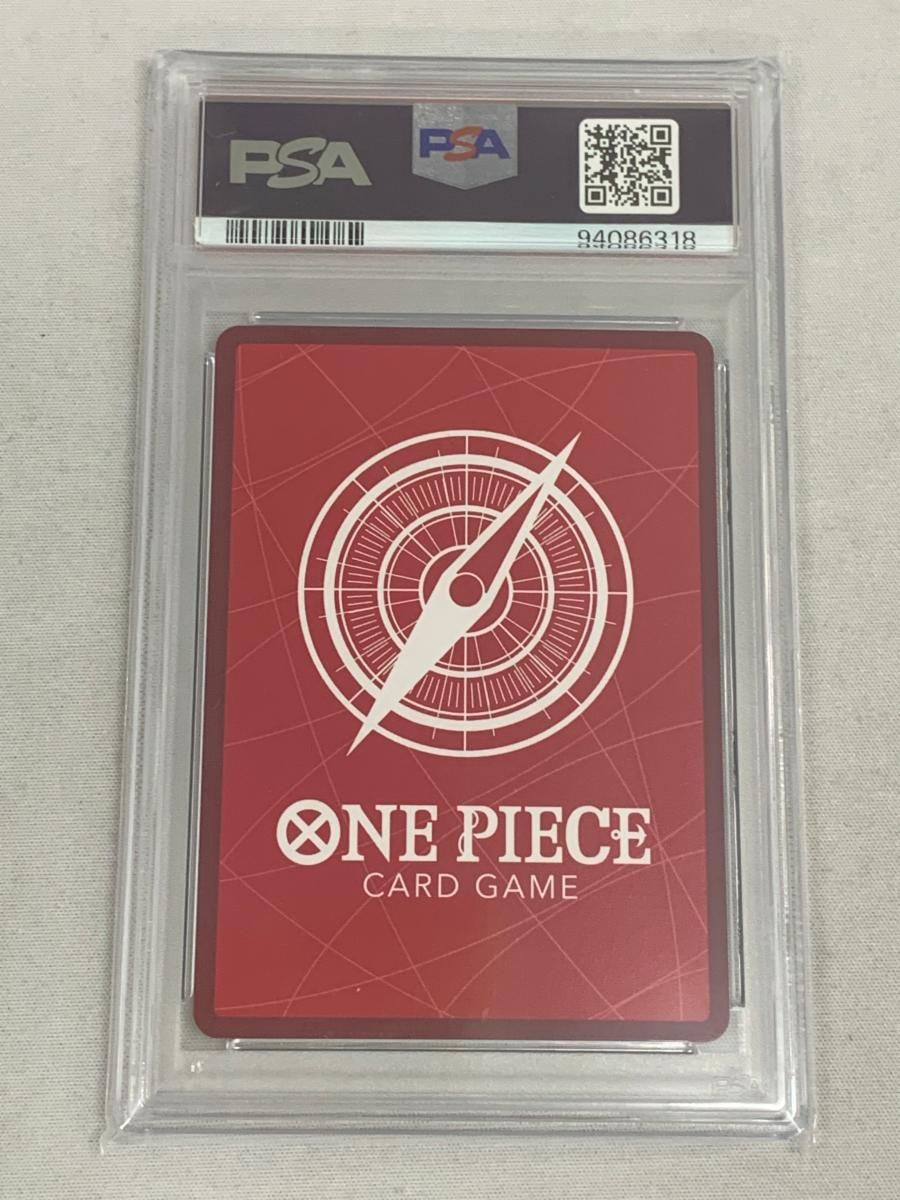 PSA
PSA
94086318
ONE PIECE
CARD GAME